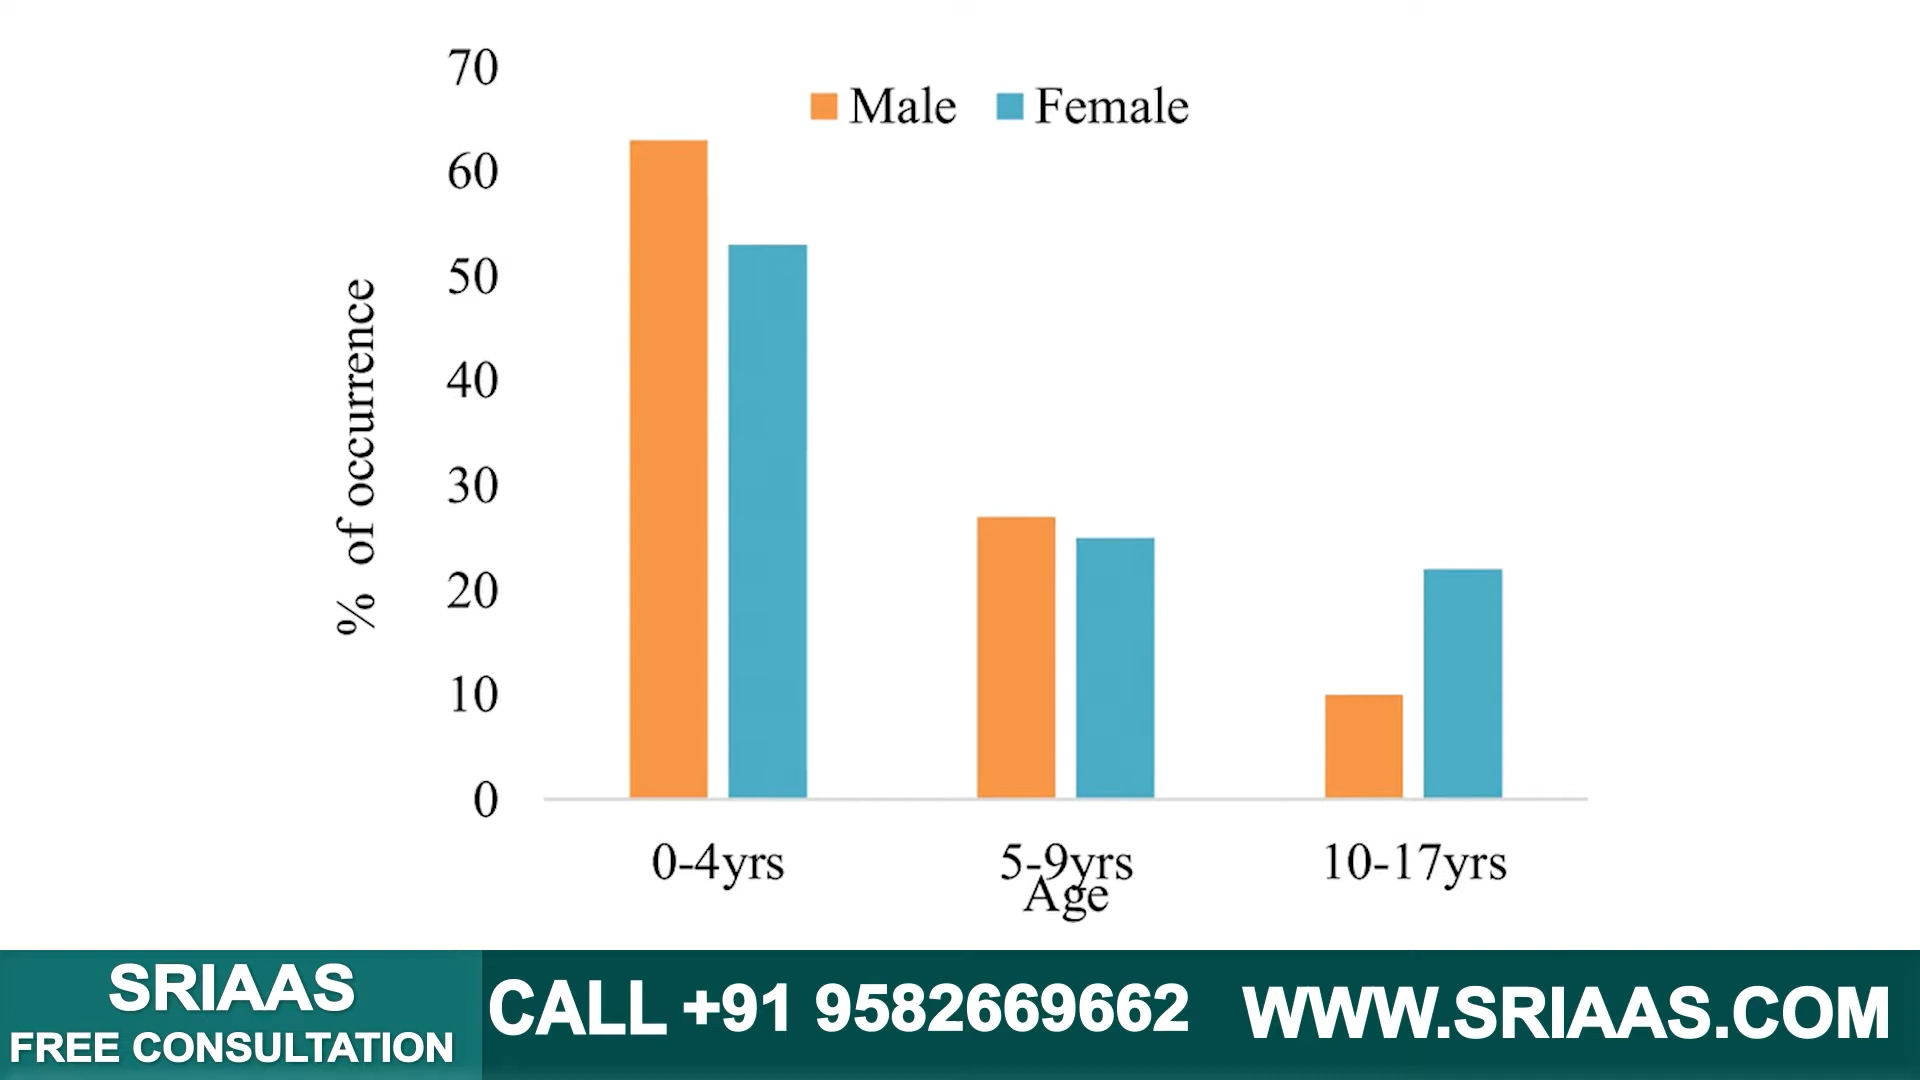 70
Male Female
60
50
40
30
20
10
0
% of occurrence
0-4yrs 5-9yrs 10-17yrs
Age
SRIAAS
FREE CONSULTATION
CALL +91 9582669662
WWW.SRIAAS.COM